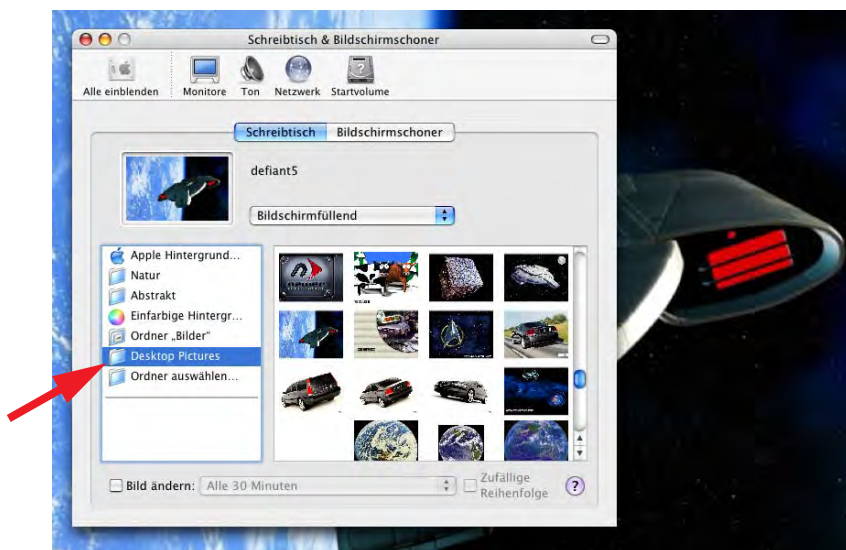 Schreibtisch & Bildschirmschoner
Alle einblenden
Monitore
Ton
Netzwerk
Startvolume
Schreibtisch
Bildschirmschoner
defiant5
Bildschirmfüllend
Apple Hintergrund...
Natur
Abstrakt
Einfarbige Hintergr...
Ordner „Bilder“
Desktop Pictures
Ordner auswählen...
Bild ändern:
Alle 30 Minuten
Zufällige
Reihenfolge
?